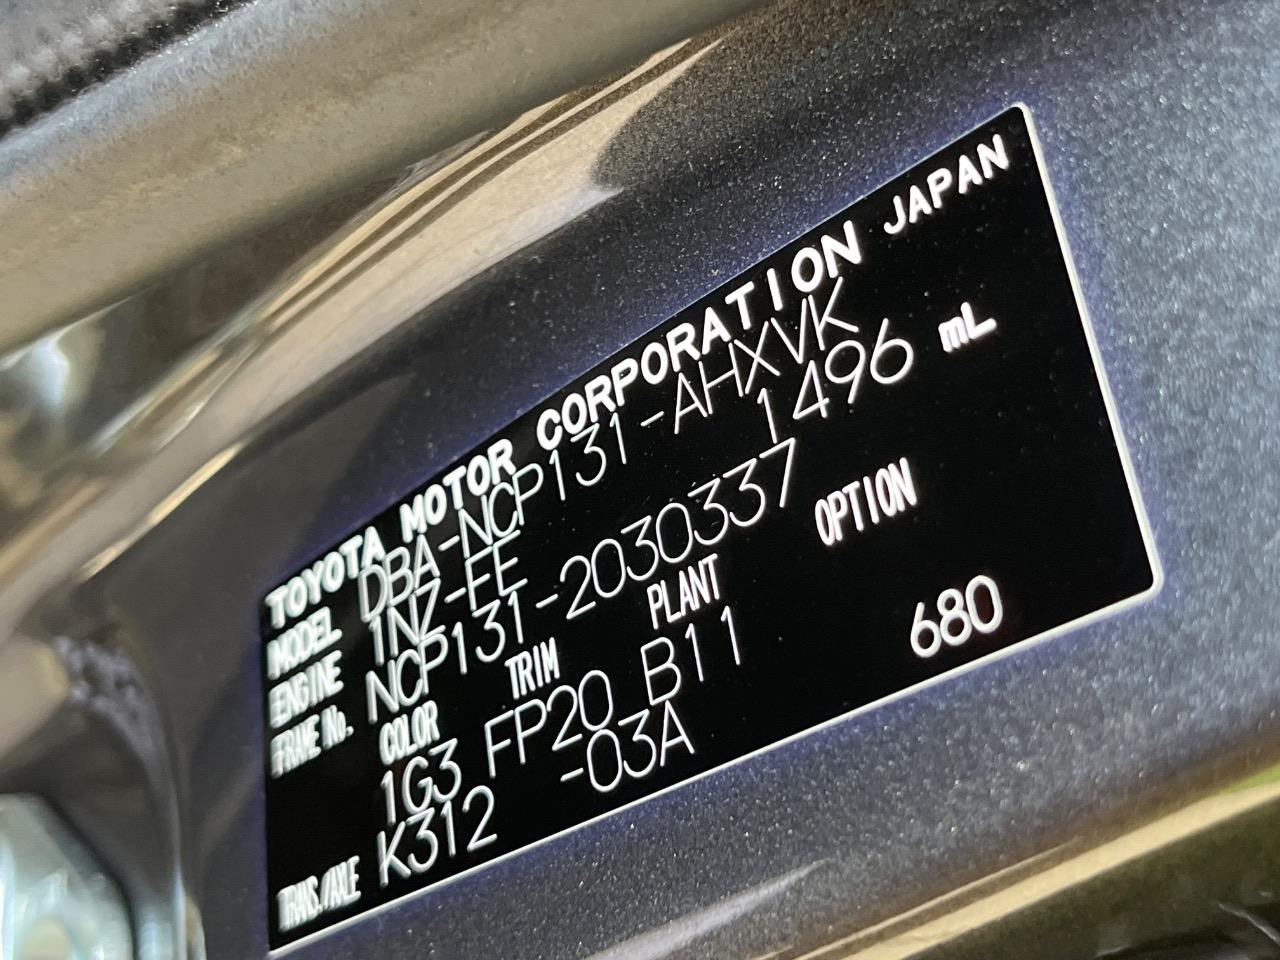 TOYOTA MOTOR CORPORATION JAPAN
MODEL DBA-NCP131-AHXVK
ENGINE 1NZ-FE 1496 mL
FRAME No. NCP131-2030337
COLOR TRIM PLANT OPTION
1G3 FP20 B11 680
TRANS./AXLE K312 -03A